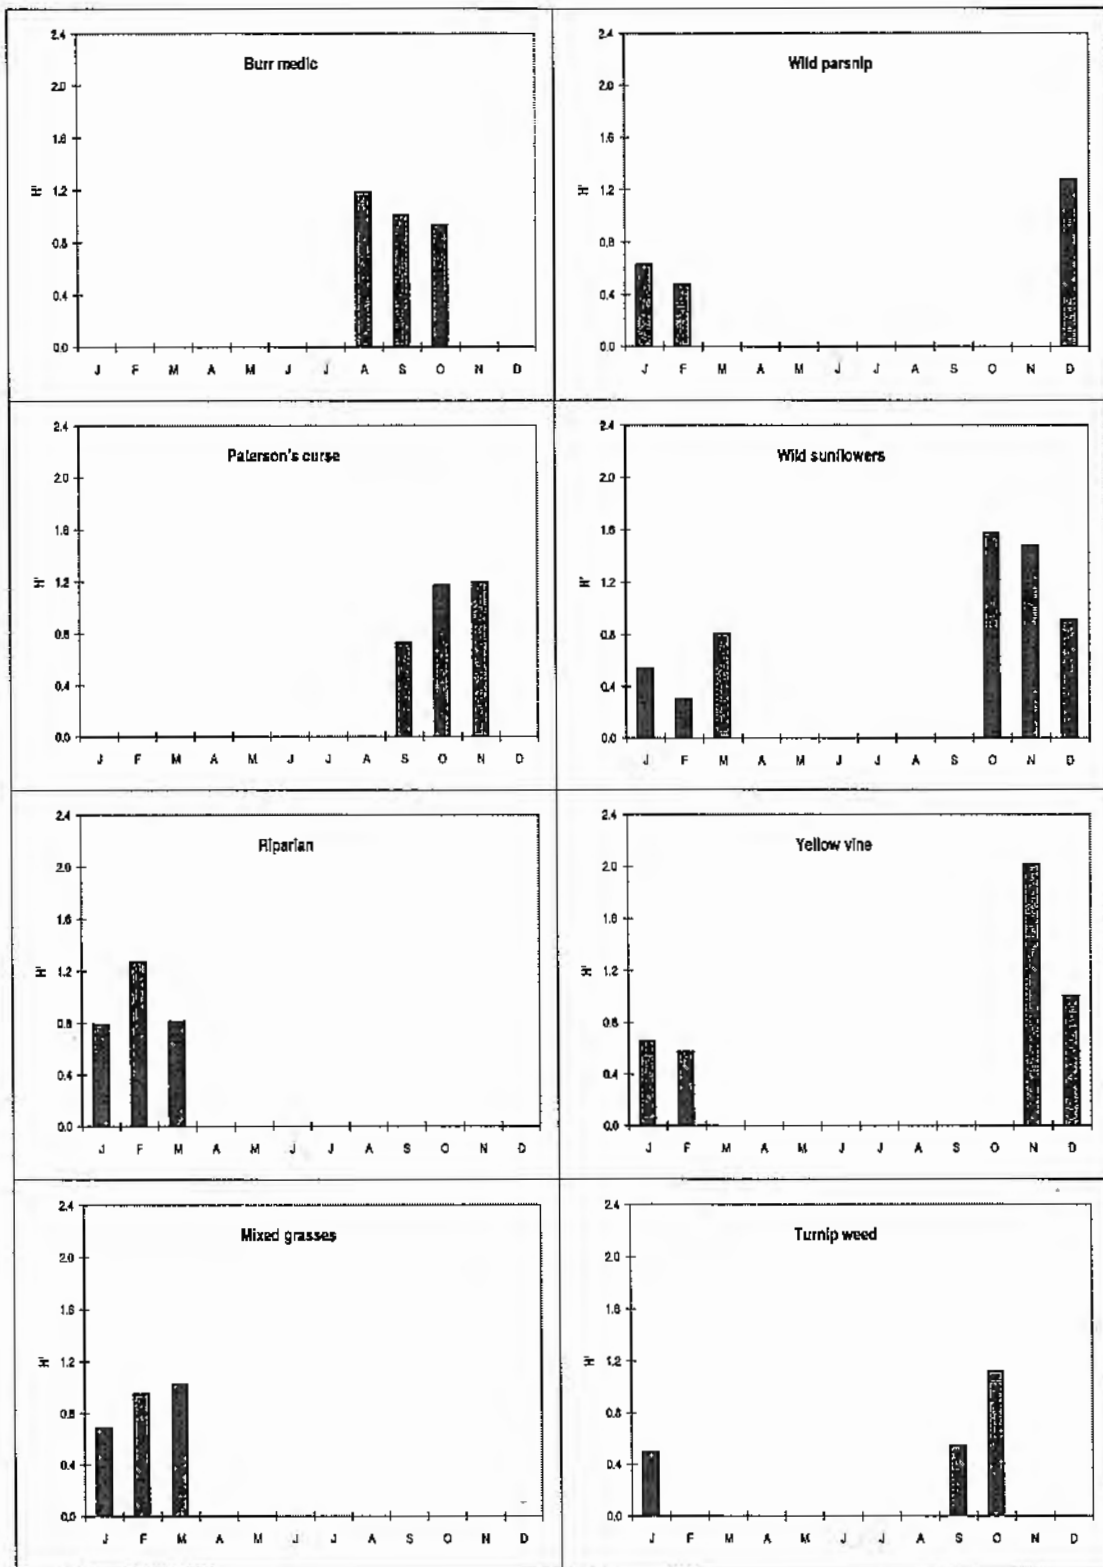 Burr medic
H'
2.4
2.0
1.6
1.2
0.8
0.4
0.0
J F M A M J J A S O N D
Wild parsnip
H'
2.4
2.0
1.6
1.2
0.8
0.4
0.0
J F M A M J J A S O N D
Paterson's curse
H'
2.4
2.0
1.6
1.2
0.8
0.4
0.0
J F M A M J J A S O N D
Wild sunflowers
H'
2.4
2.0
1.6
1.2
0.8
0.4
0.0
J F M A M J J A S O N D
Riparian
H'
2.4
2.0
1.6
1.2
0.8
0.4
0.0
J F M A M J J A S O N D
Yellow vine
H'
2.4
2.0
1.6
1.2
0.8
0.4
0.0
J F M A M J J A S O N D
Mixed grasses
H'
2.4
2.0
1.6
1.2
0.8
0.4
0.0
J F M A M J J A S O N D
Turnip weed
H'
2.4
2.0
1.6
1.2
0.8
0.4
0.0
J F M A M J J A S O N D